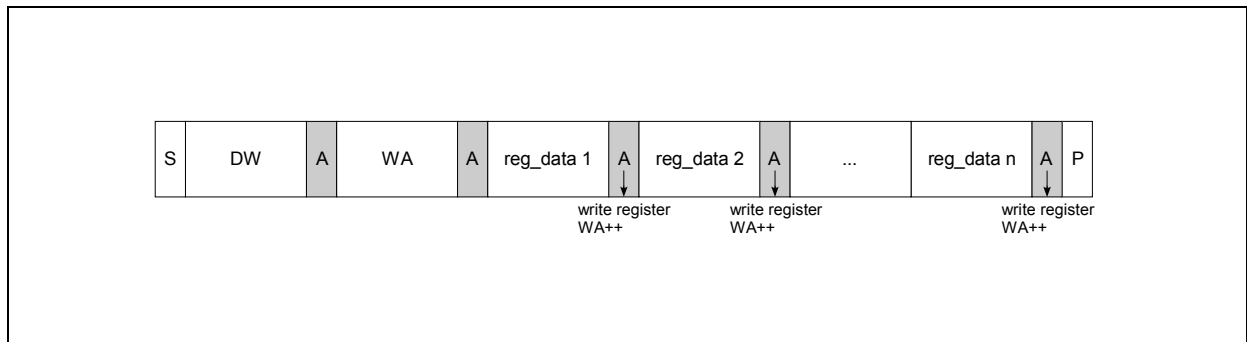 S DW A WA A reg_data 1 A reg_data 2 A ... reg_data n A P
write register write register write register
WA++ WA++ WA++